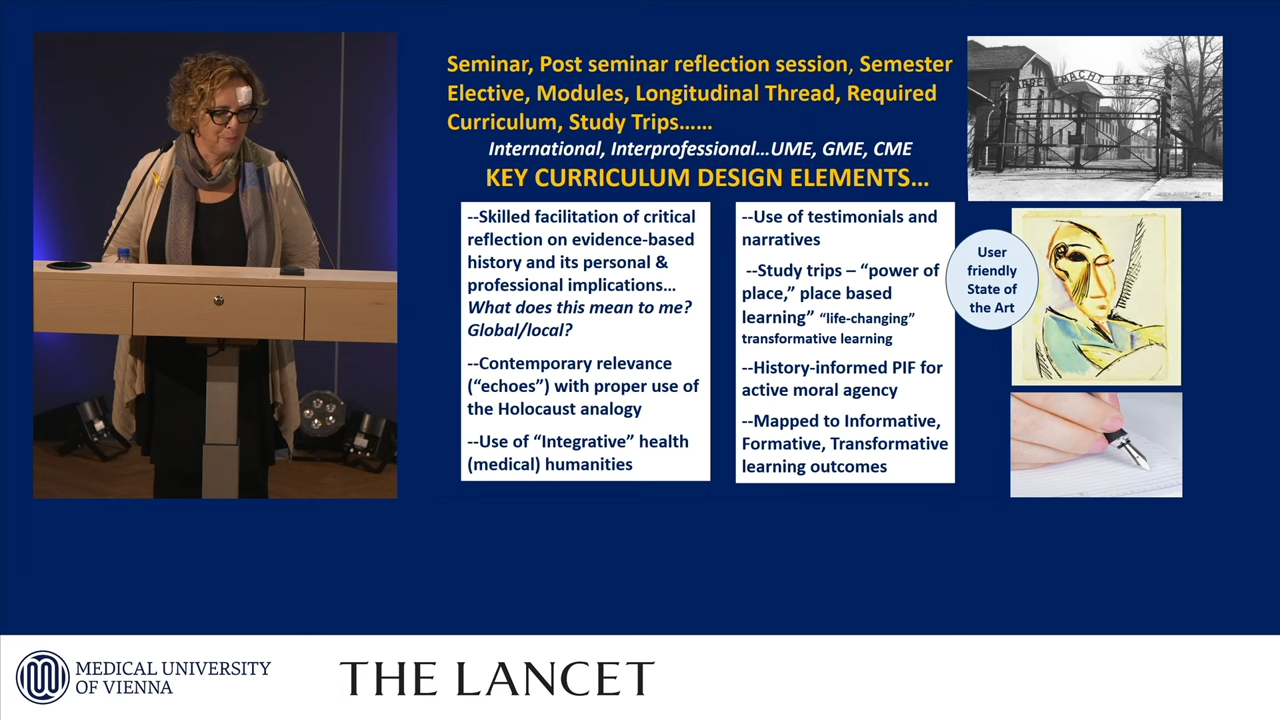 Seminar, Post seminar reflection session, Semester
Elective, Modules, Longitudinal Thread, Required
Curriculum, Study Trips……
International, Interprofessional…UME, GME, CME
KEY CURRICULUM DESIGN ELEMENTS…
--Skilled facilitation of critical
reflection on evidence-based
history and its personal &
professional implications…
What does this mean to me?
Global/local?
--Contemporary relevance
(“echoes”) with proper use of
the Holocaust analogy
--Use of “Integrative” health
(medical) humanities
--Use of testimonials and
narratives
--Study trips – “power of
place,” place based
learning” “life-changing”
transformative learning
--History-informed PIF for
active moral agency
--Mapped to Informative,
Formative, Transformative
learning outcomes
ARBEIT MACHT FREI
www.auschwitz.org
User
friendly
State of
the Art
MEDICAL UNIVERSITY
OF VIENNA
THE LANCET